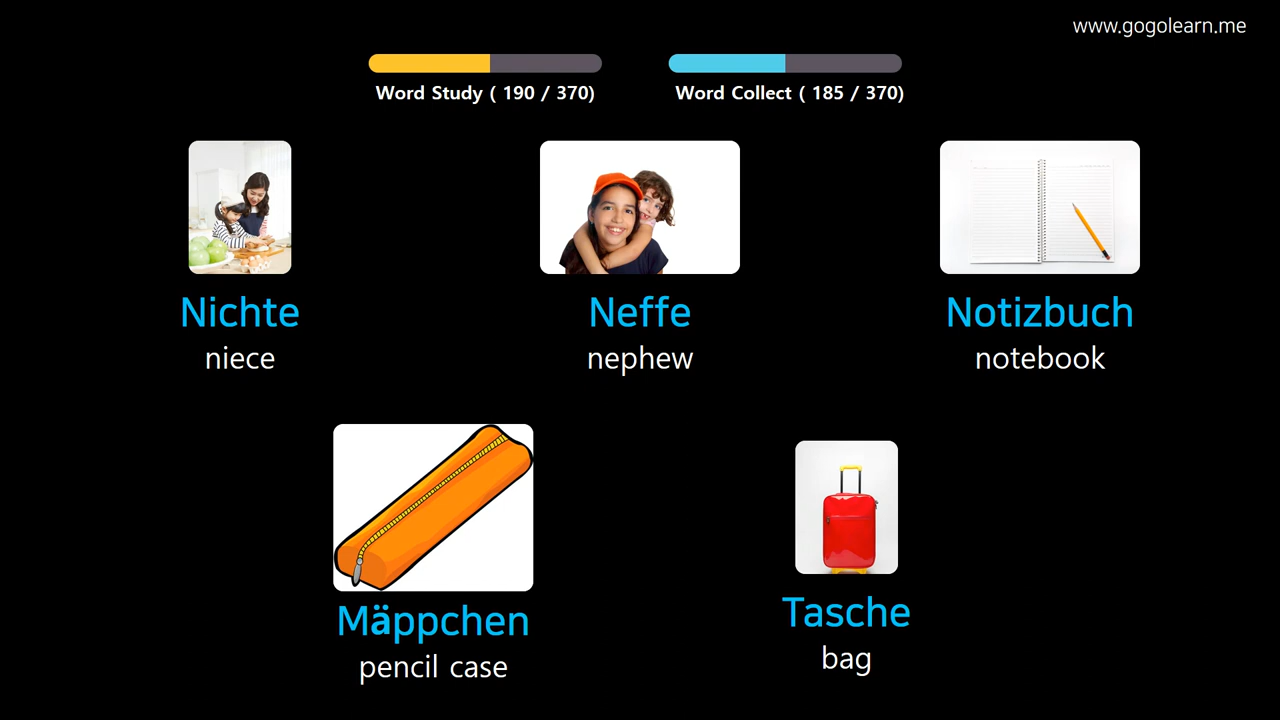 www.gogolearn.me
Word Study ( 190 / 370)
Word Collect ( 185 / 370)
Nichte
niece
Neffe
nephew
Notizbuch
notebook
Mäppchen
pencil case
Tasche
bag